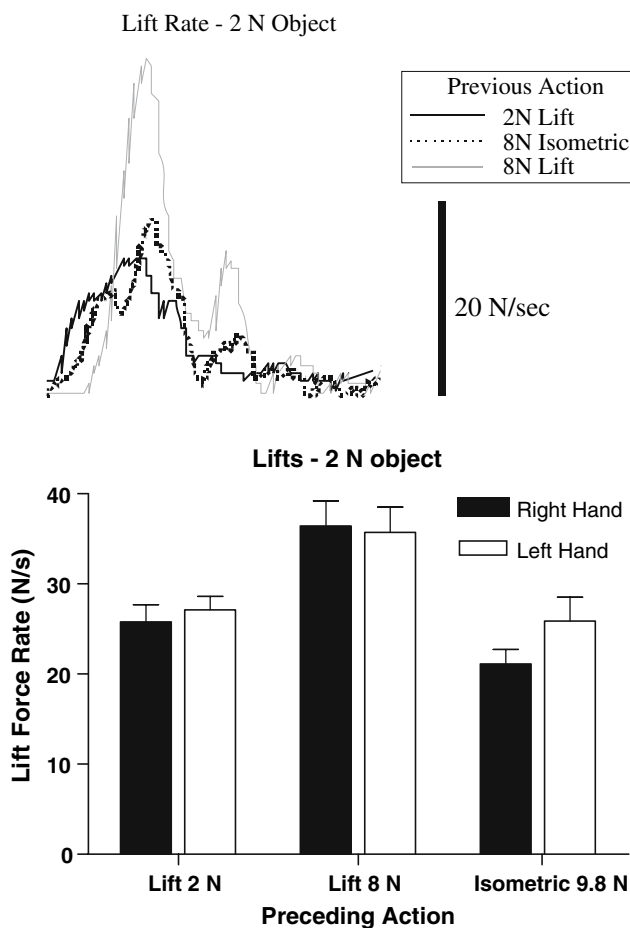 Lift Rate - 2 N Object
Previous Action
2N Lift
8N Isometric
8N Lift
20 N/sec
Lifts - 2 N object
40
30
20
10
0
Lift Force Rate (N/s)
Right Hand
Left Hand
Lift 2 N Lift 8 N Isometric 9.8 N
Preceding Action